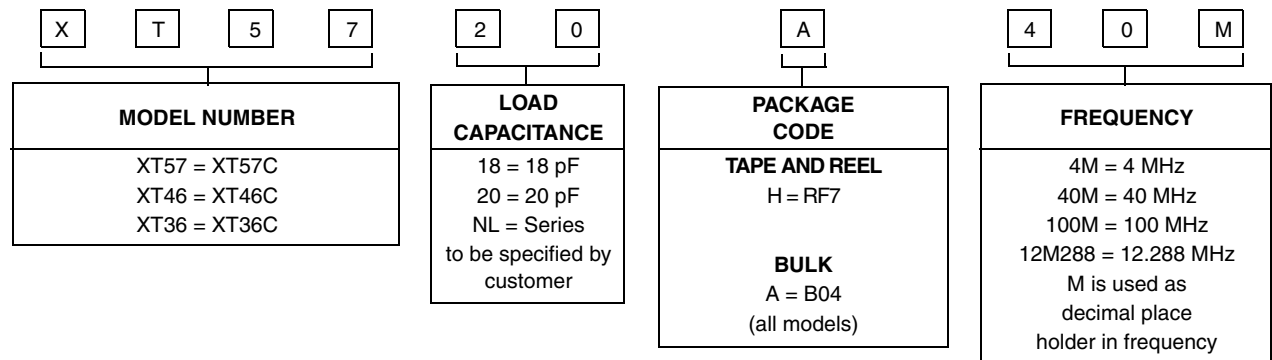 X T 5 7 2 0 A 4 0 M
MODEL NUMBER
XT57 = XT57C
XT46 = XT46C
XT36 = XT36C
LOAD
CAPACITANCE
18 = 18 pF
20 = 20 pF
NL = Series
to be specified by
customer
PACKAGE
CODE
TAPE AND REEL
H = RF7
BULK
A = B04
(all models)
FREQUENCY
4M = 4 MHz
40M = 40 MHz
100M = 100 MHz
12M288 = 12.288 MHz
M is used as
decimal place
holder in frequency